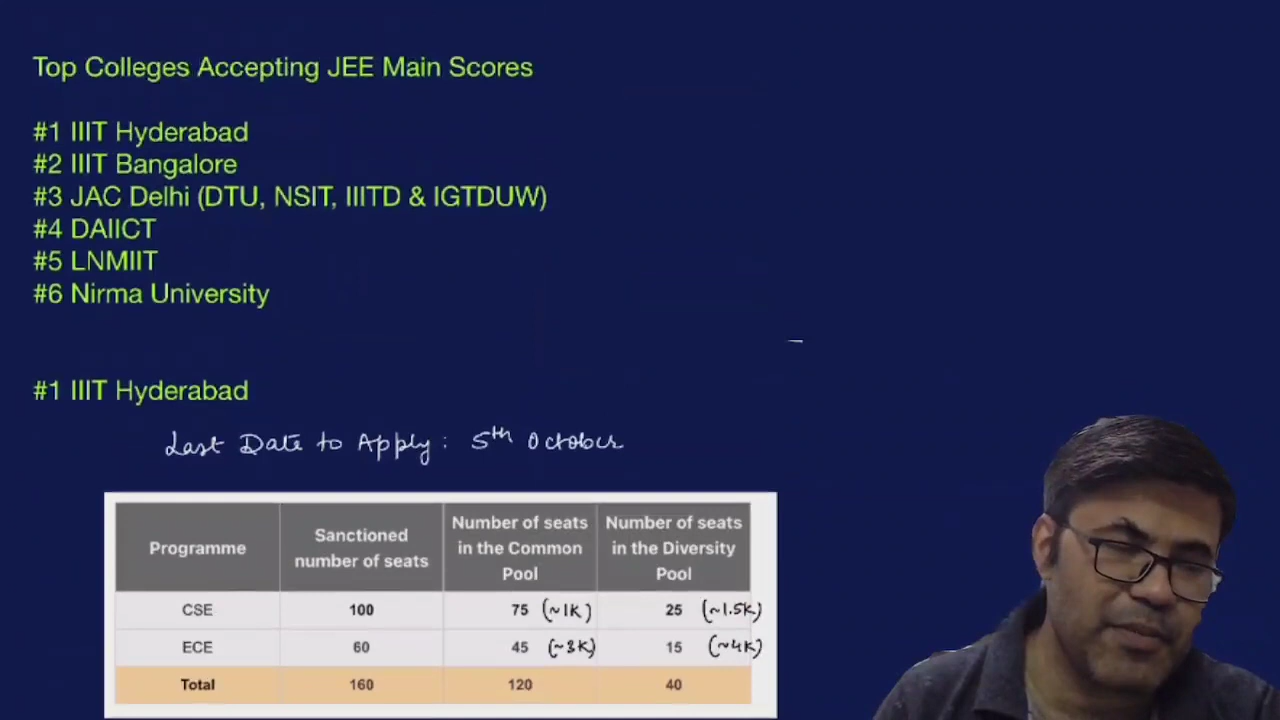 Top Colleges Accepting JEE Main Scores
#1 IIIT Hyderabad
#2 IIIT Bangalore
#3 JAC Delhi (DTU, NSIT, IIITD & IGTDUW)
#4 DAIICT
#5 LNMIIT
#6 Nirma University
#1 IIIT Hyderabad
Last Date to Apply: 5th October
Programme Sanctioned number of seats Number of seats in the Common Pool Number of seats in the Diversity Pool
CSE 100 75 (~1K) 25 (~1.5K)
ECE 60 45 (~3K) 15 (~4K)
Total 160 120 40